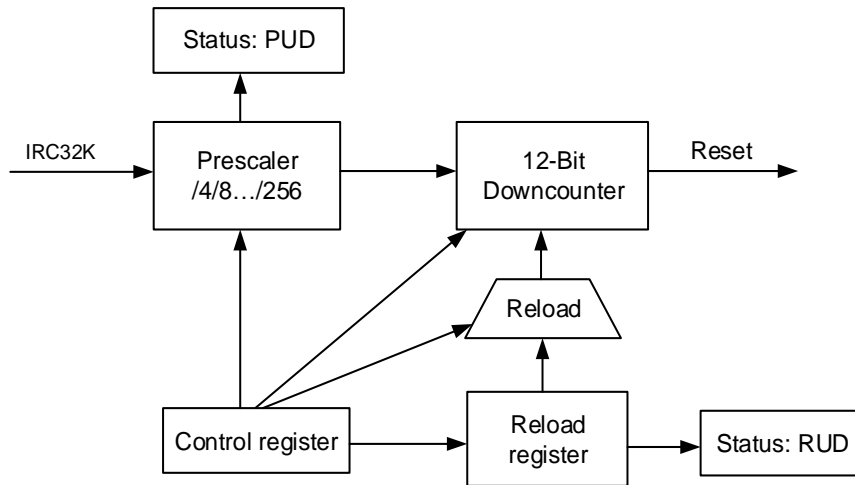 Status: PUD
IRC32K
Prescaler
/4/8…/256
12-Bit
Downcounter
Reset
Reload
Control register
Reload
register
Status: RUD